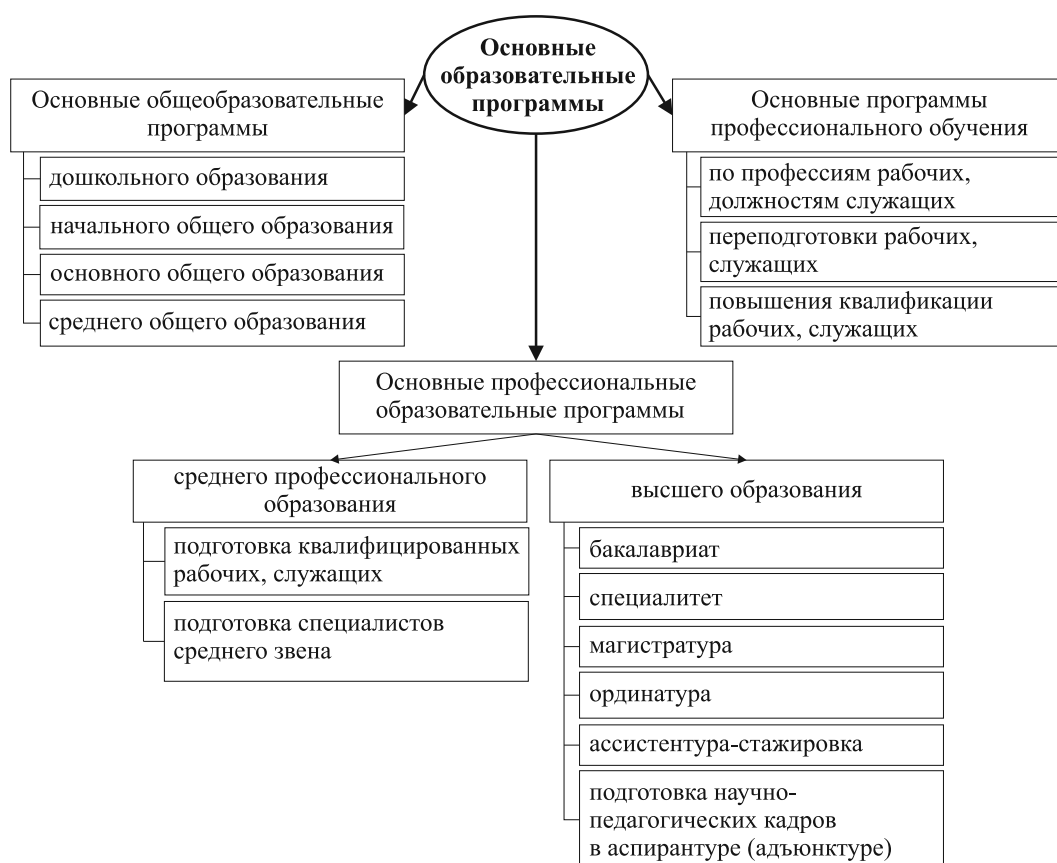 Основные
образовательные
программы
Основные общеобразовательные
программы
дошкольного образования
начального общего образования
основного общего образования
среднего общего образования
Основные программы
профессионального обучения
по профессиям рабочих,
должностям служащих
переподготовки рабочих,
служащих
повышения квалификации
рабочих, служащих
Основные профессиональные
образовательные программы
среднего профессионального
образования
подготовка квалифицированных
рабочих, служащих
подготовка специалистов
среднего звена
высшего образования
бакалавриат
специалитет
магистратура
ординатура
ассистентура-стажировка
подготовка научно-
педагогических кадров
в аспирантуре (адъюнктуре)